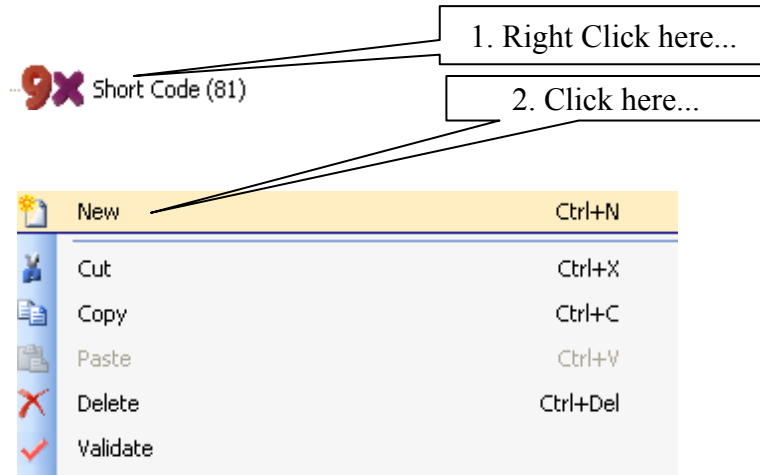 1. Right Click here...
9x Short Code (81)
2. Click here...
New Ctrl+N
Cut Ctrl+X
Copy Ctrl+C
Paste Ctrl+V
Delete Ctrl+Del
Validate